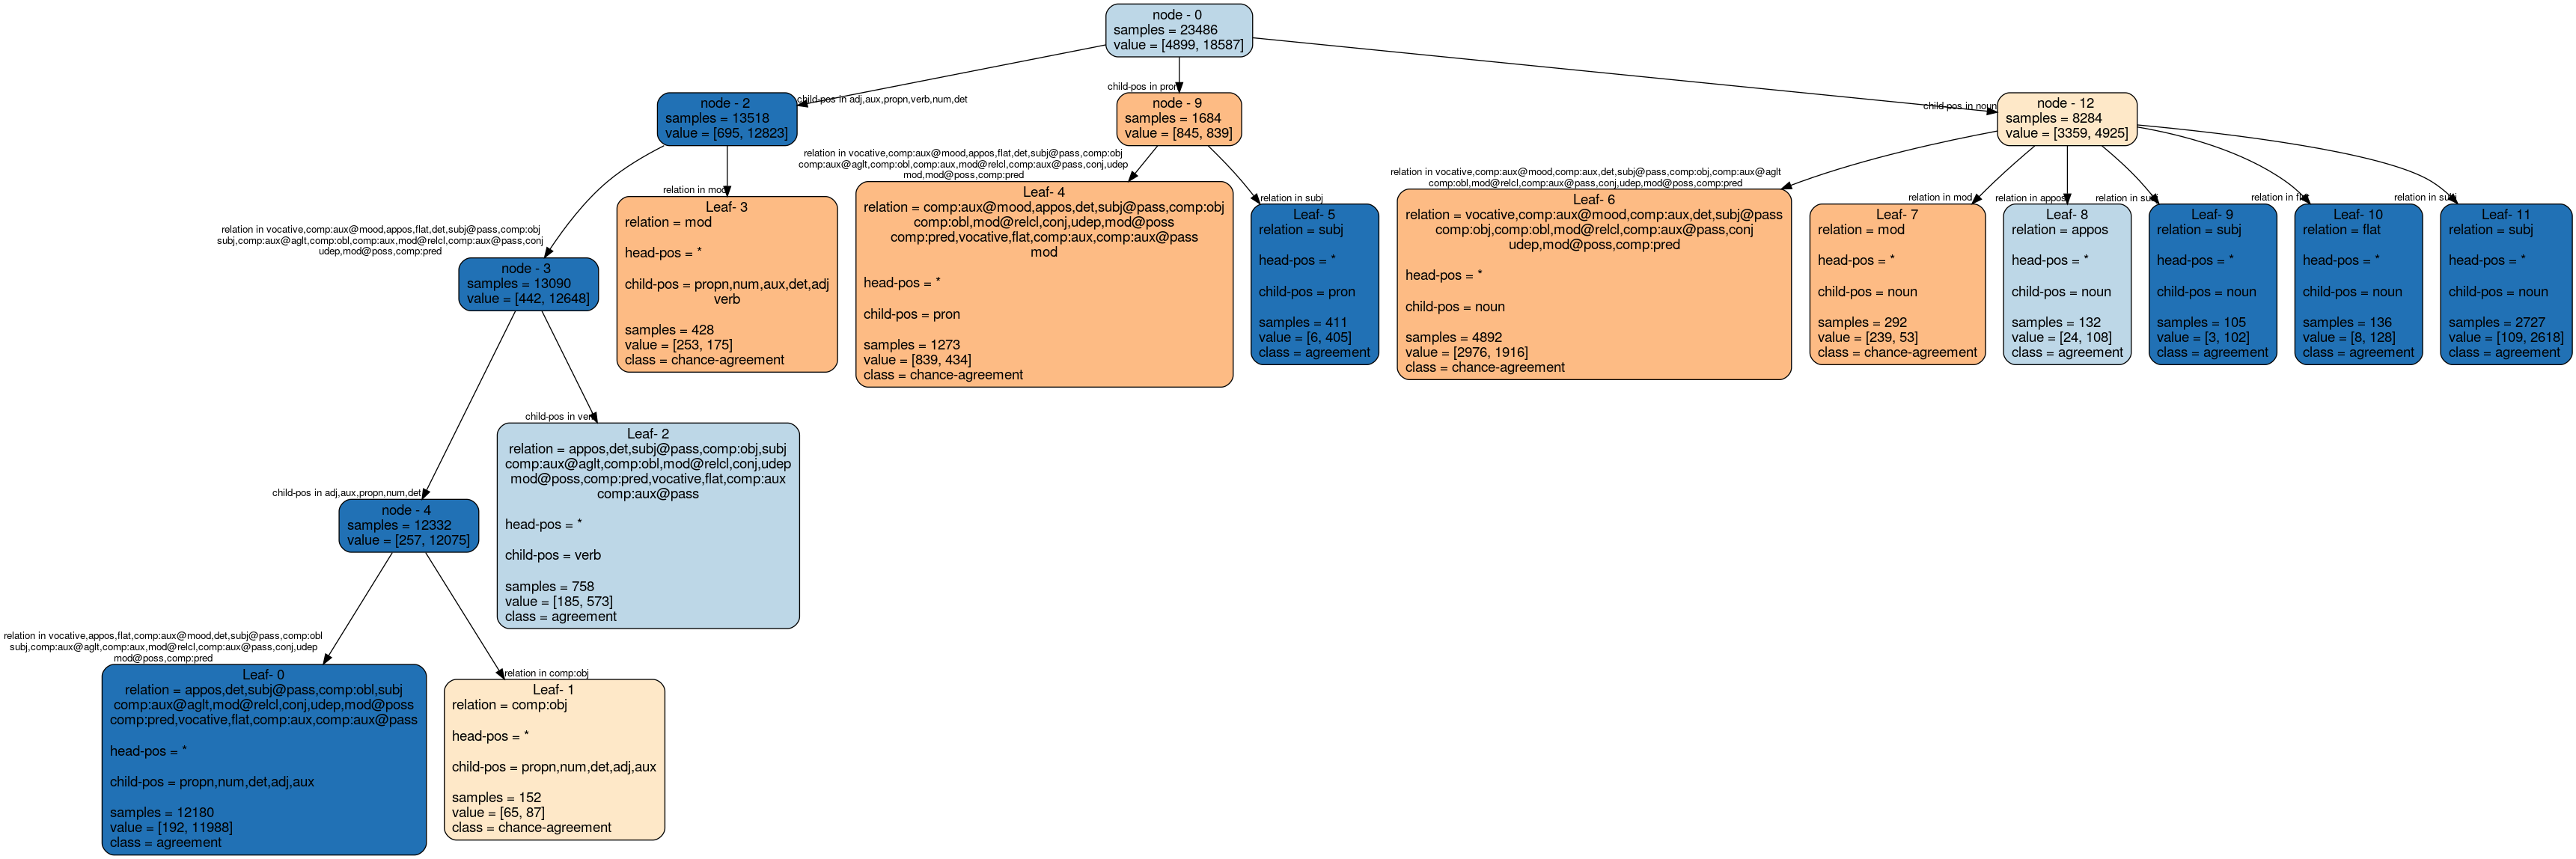 node - 0
samples = 23486
value = [4899, 18587]
child-pos in adj,aux,propn,verb,num,det
child-pos in pron
child-pos in noun
node - 2
samples = 13518
value = [695, 12823]
node - 9
samples = 1684
value = [845, 839]
node - 12
samples = 8284
value = [3359, 4925]
relation in vocative,comp:aux@mood,appos,flat,det,subj@pass,comp:obj
subj,comp:aux@aglt,comp:obl,comp:aux,mod@relcl,comp:aux@pass,conj
udep,mod@poss,comp:pred
relation in mod
relation in vocative,comp:aux@mood,appos,flat,det,subj@pass,comp:obj
comp:aux@aglt,comp:obl,comp:aux,mod@relcl,comp:aux@pass,conj,udep
mod,mod@poss,comp:pred
relation in subj
relation in vocative,comp:aux@mood,comp:aux,det,subj@pass,comp:obj,comp:aux@aglt
comp:obl,mod@relcl,comp:aux@pass,conj,udep,mod@poss,comp:pred
relation in mod
relation in appos
relation in
relation in
relation in
node - 3
samples = 13090
value = [442, 12648]
Leaf- 3
relation = mod
head-pos = *
child-pos = propn,num,aux,det,adj
verb
samples = 428
value = [253, 175]
class = chance-agreement
Leaf- 4
relation = comp:aux@mood,appos,det,subj@pass,comp:obj
comp:obl,mod@relcl,conj,udep,mod@poss
comp:pred,vocative,flat,comp:aux,comp:aux@pass
mod
head-pos = *
child-pos = pron
samples = 1273
value = [839, 434]
class = chance-agreement
Leaf- 5
relation = subj
head-pos = *
child-pos = pron
samples = 411
value = [6, 405]
class = agreement
Leaf- 6
relation = vocative,comp:aux@mood,comp:aux,det,subj@pass
comp:obj,comp:obl,mod@relcl,comp:aux@pass,conj
udep,mod@poss,comp:pred
head-pos = *
child-pos = noun
samples = 4892
value = [2976, 1916]
class = chance-agreement
Leaf- 7
relation = mod
head-pos = *
child-pos = noun
samples = 292
value = [239, 53]
class = chance-agreement
Leaf- 8
relation = appos
head-pos = *
child-pos = noun
samples = 132
value = [24, 108]
class = agreement
Leaf- 9
relation = subj
head-pos = *
child-pos = noun
samples = 105
value = [3, 102]
class = agreement
Leaf- 10
relation = flat
head-pos = *
child-pos = noun
samples = 136
value = [8, 128]
class = agreement
Leaf- 11
relation = subj
head-pos = *
child-pos = noun
samples = 2727
value = [109, 2618]
class = agreement
child-pos in adj,aux,propn,num,det
child-pos in
node - 4
samples = 12332
value = [257, 12075]
Leaf- 2
relation = appos,det,subj@pass,comp:obj,subj
comp:aux@aglt,comp:obl,mod@relcl,conj,udep
mod@poss,comp:pred,vocative,flat,comp:aux
comp:aux@pass
head-pos = *
child-pos = verb
samples = 758
value = [185, 573]
class = agreement
relation in vocative,appos,flat,comp:aux@mood,det,subj@pass,comp:obl
subj,comp:aux@aglt,comp:aux,mod@relcl,comp:aux@pass,conj,udep
mod@poss,comp:pred
relation in comp:obj
Leaf- 0
relation = appos,det,subj@pass,comp:obl,subj
comp:aux@aglt,mod@relcl,conj,udep,mod@poss
comp:pred,vocative,flat,comp:aux,comp:aux@pass
head-pos = *
child-pos = propn,num,det,adj,aux
samples = 12180
value = [192, 11988]
class = agreement
Leaf- 1
relation = comp:obj
head-pos = *
child-pos = propn,num,det,adj,aux
samples = 152
value = [65, 87]
class = chance-agreement